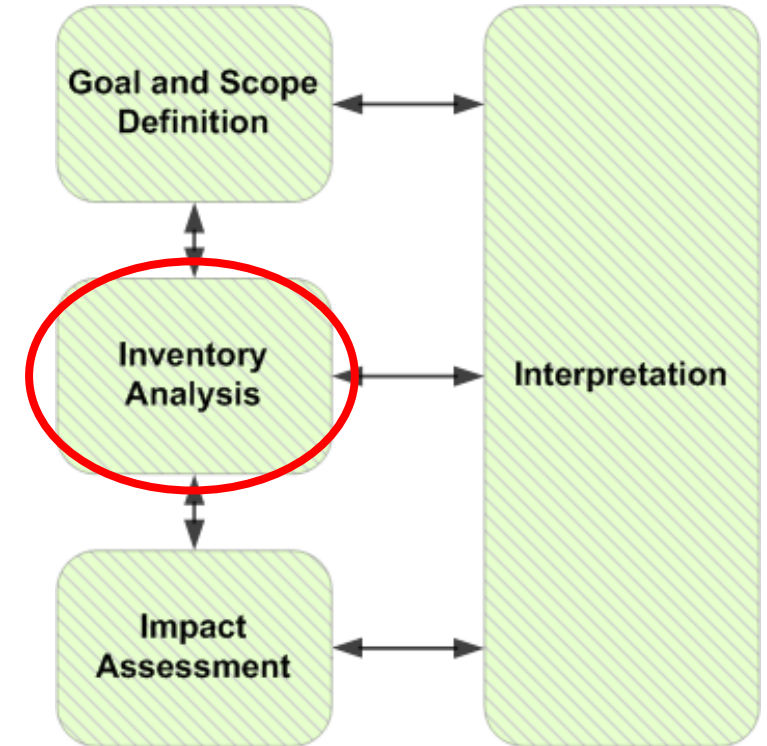 Goal and Scope
Definition
Inventory
Analysis
Interpretation
Impact
Assessment